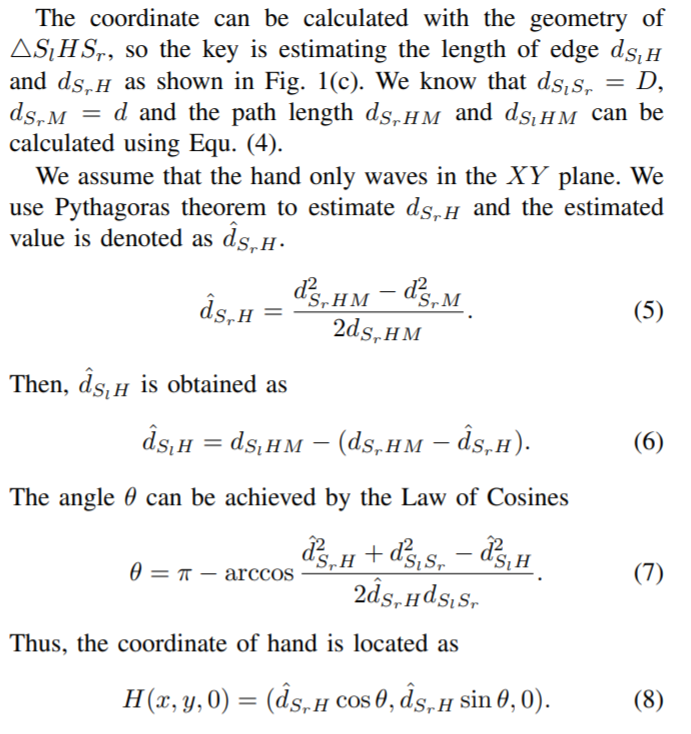 The coordinate can be calculated with the geometry of
△S_lHS_r, so the key is estimating the length of edge d_{S_lH}
and d_{S_rH} as shown in Fig. 1(c). We know that d_{S_lS_r} = D,
d_{S_rM} = d and the path length d_{S_rHM} and d_{S_lHM} can be
calculated using Equ. (4).
We assume that the hand only waves in the XY plane. We
use Pythagoras theorem to estimate d_{S_rH} and the estimated
value is denoted as \hat{d}_{S_rH}.
\hat{d}_{S_rH} = \frac{d^2_{S_rHM} - d^2_{S_rM}}{2d_{S_rHM}}. (5)
Then, \hat{d}_{S_lH} is obtained as
\hat{d}_{S_lH} = d_{S_lHM} - (d_{S_rHM} - \hat{d}_{S_rH}). (6)
The angle θ can be achieved by the Law of Cosines
θ = π - arccos \frac{\hat{d}^2_{S_rH} + d^2_{S_lS_r} - \hat{d}^2_{S_lH}}{2\hat{d}_{S_rH}d_{S_lS_r}}. (7)
Thus, the coordinate of hand is located as
H(x, y, 0) = (\hat{d}_{S_rH} cos θ, \hat{d}_{S_rH} sin θ, 0). (8)